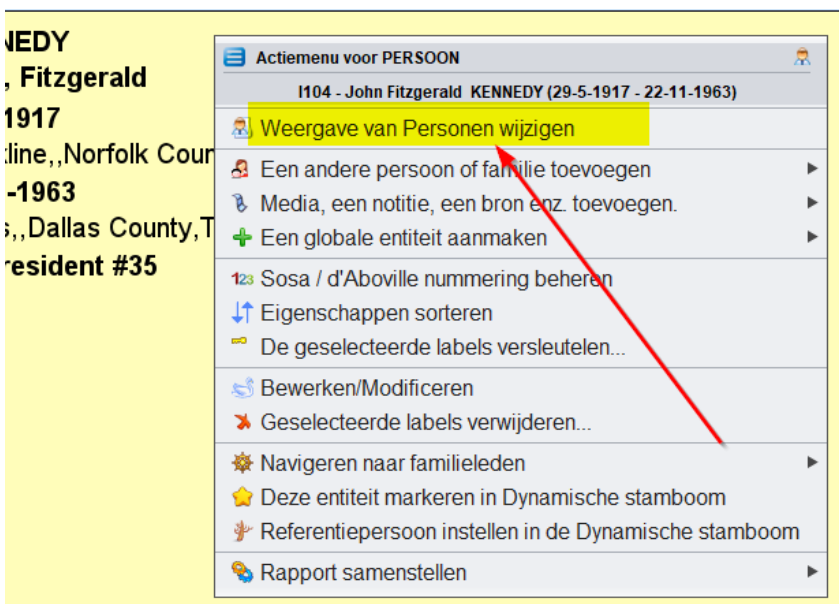 NEDY
, Fitzgerald
1917
kline,,Norfolk Cour
-1963
s,,Dallas County,T
resident #35
Actiemenu voor PERSOON
I104 - John Fitzgerald KENNEDY (29-5-1917 - 22-11-1963)
Weergave van Personen wijzigen
Een andere persoon of familie toevoegen
Media, een notitie, een bron enz. toevoegen.
Een globale entiteit aanmaken
123 Sosa / d'Aboville nummering beheren
Eigenschappen sorteren
De geselecteerde labels versleutelen...
Bewerken/Modificeren
Geselecteerde labels verwijderen...
Navigeren naar familieleden
Deze entiteit markeren in Dynamische stamboom
Referentiepersoon instellen in de Dynamische stamboom
Rapport samenstellen